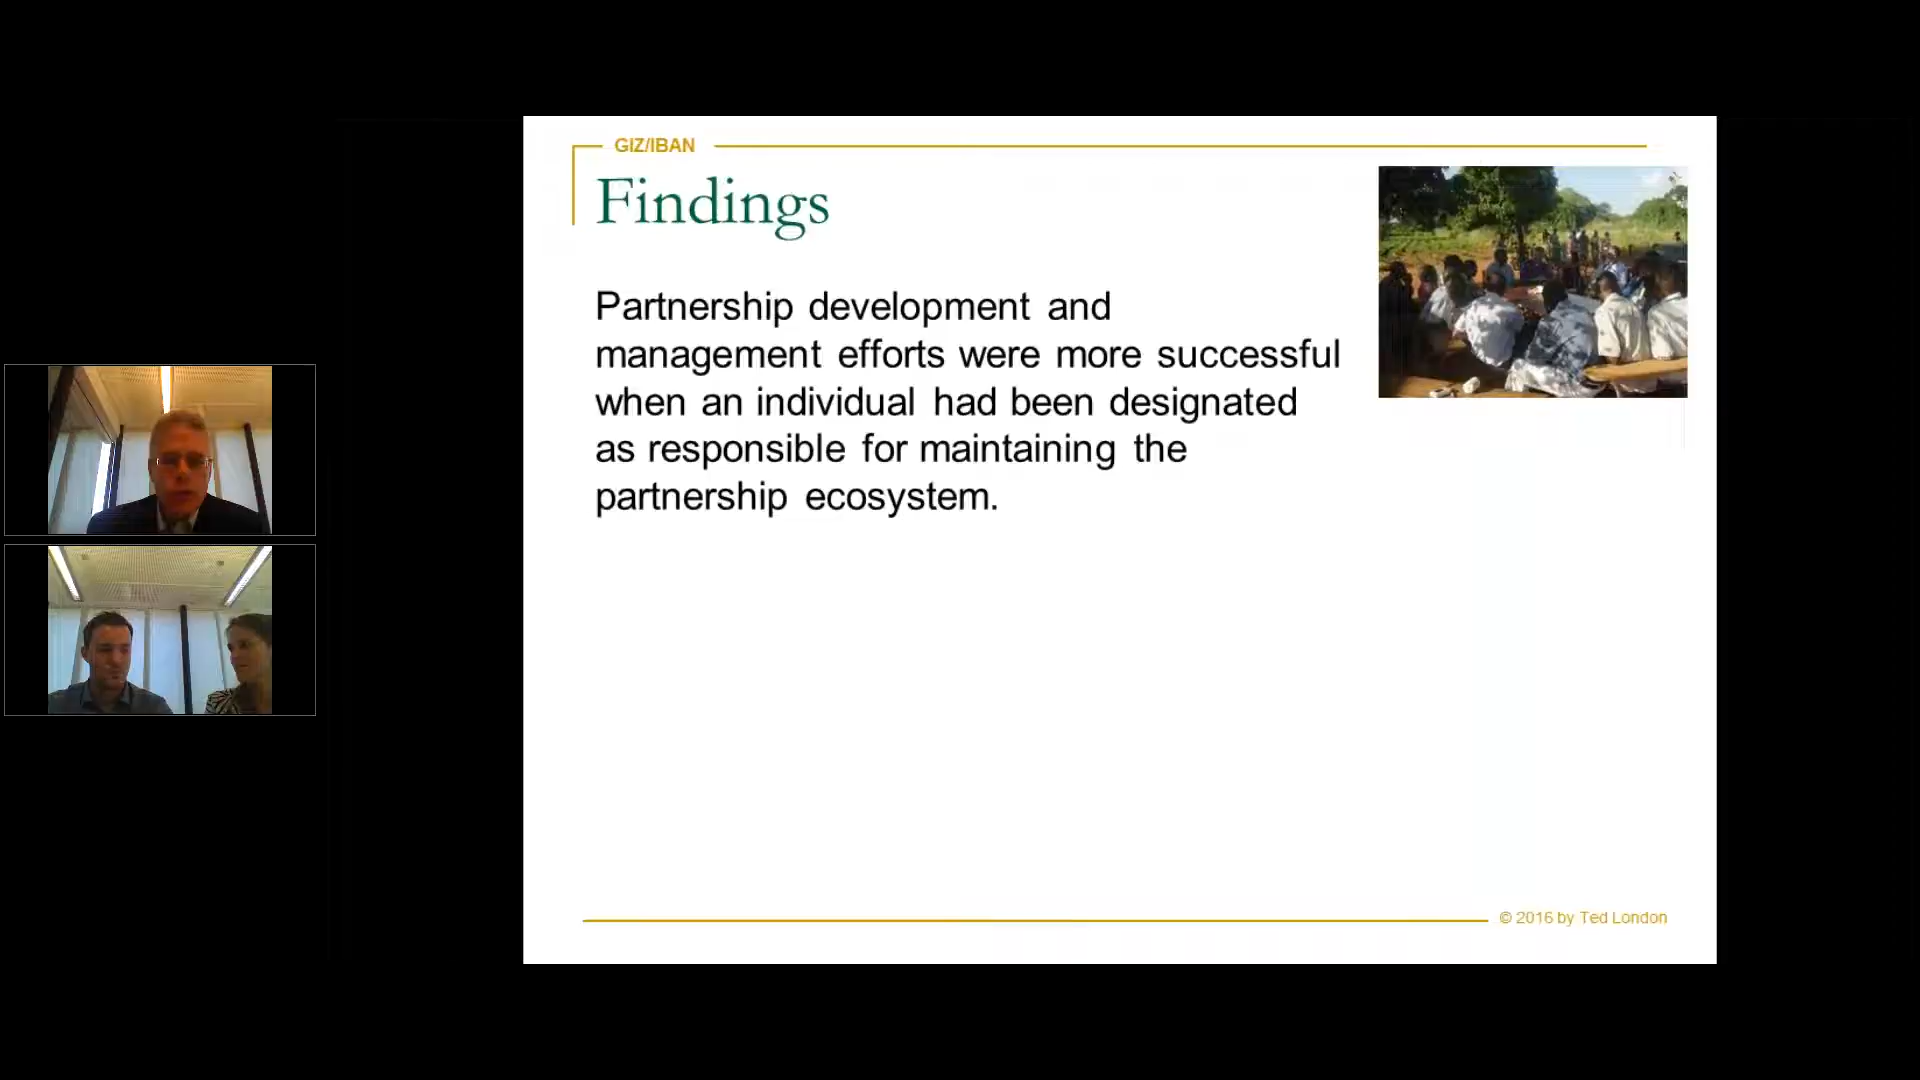 GIZ/IBAN
Findings
Partnership development and
management efforts were more successful
when an individual had been designated
as responsible for maintaining the
partnership ecosystem.
© 2016 by Ted London